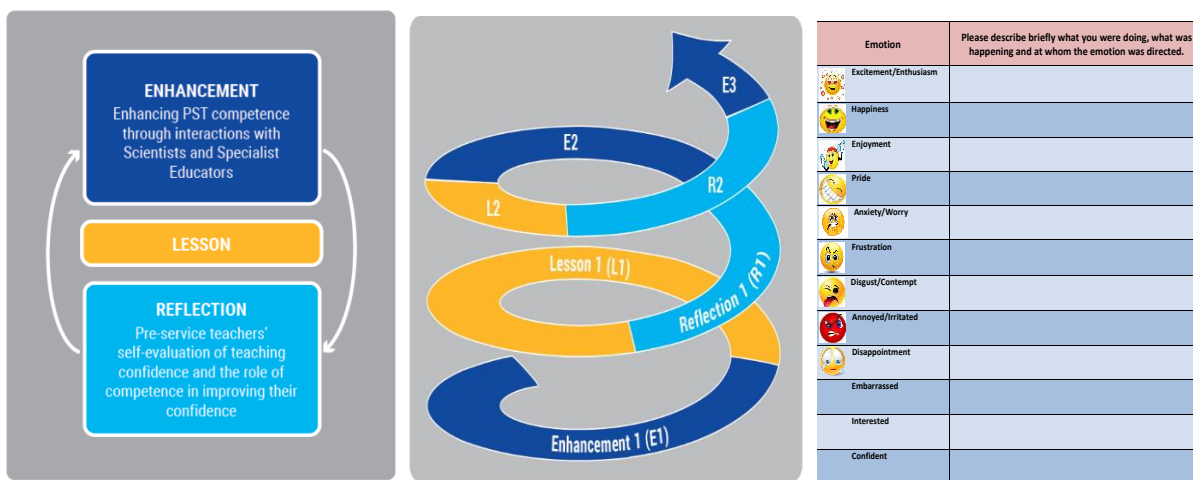 ENHANCEMENT
Enhancing PST competence
through interactions with
Scientists and Specialist
Educators
LESSON
REFLECTION
Pre-service teachers'
self-evaluation of teaching
confidence and the role of
competence in improving their
confidence
E3
E2
R2
L2
Lesson 1 (L1)
Reflection 1 (R1)
Enhancement 1 (E1)
Emotion
Please describe briefly what you were doing, what was
happening and at whom the emotion was directed.
Excitement/Enthusiasm
Happiness
Enjoyment
Pride
Anxiety/Worry
Frustration
Disgust/Contempt
Annoyed/Irritated
Disappointment
Embarrassed
Interested
Confident